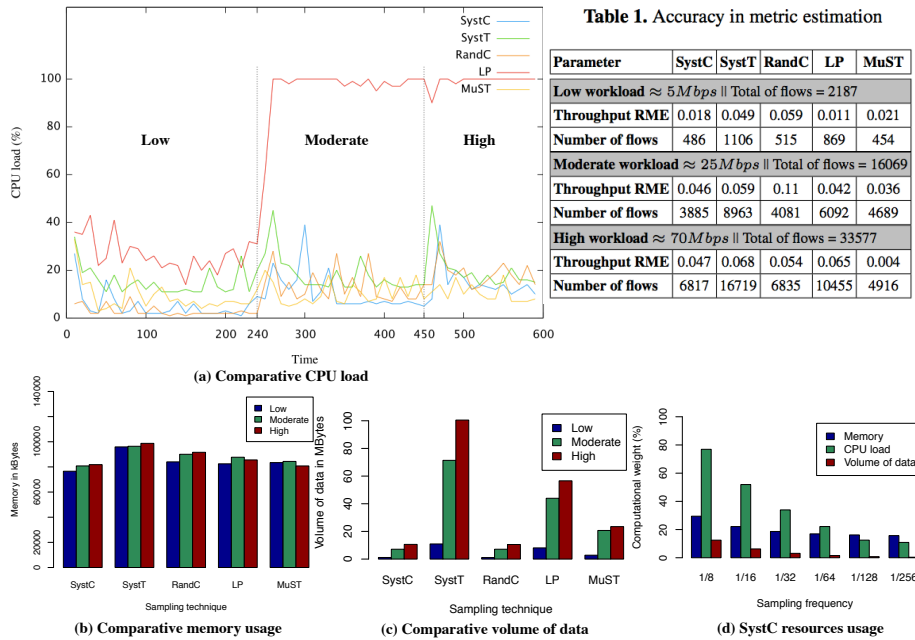 SystC
SystT
RandC
LP
MuST
CPU load (%)
100
80
60
40
20
0
Low
Moderate
High
0
100
200
240
300
400
450
500
600
Time
(a) Comparative CPU load
Table 1. Accuracy in metric estimation
Parameter SystC SystT RandC LP MuST
Low workload ≈ 5Mbps || Total of flows = 2187
Throughput RME 0.018 0.049 0.059 0.011 0.021
Number of flows 486 1106 515 869 454
Moderate workload ≈ 25Mbps || Total of flows = 16069
Throughput RME 0.046 0.059 0.11 0.042 0.036
Number of flows 3885 8963 4081 6092 4689
High workload ≈ 70Mbps || Total of flows = 33577
Throughput RME 0.047 0.068 0.054 0.065 0.004
Number of flows 6817 16719 6835 10455 4916
Memory in kBytes
140000
100000
80000
60000
40000
20000
0
Low
Moderate
High
SystC SystT RandC LP MuST
Sampling technique
(b) Comparative memory usage
Volume of data in MBytes
100
80
60
40
20
0
Low
Moderate
High
SystC SystT RandC LP MuST
Sampling technique
(c) Comparative volume of data
Computational weight (%)
100
80
60
40
20
0
Memory
CPU load
Volume of data
1/8 1/16 1/32 1/64 1/128 1/256
Sampling frequency
(d) SystC resources usage